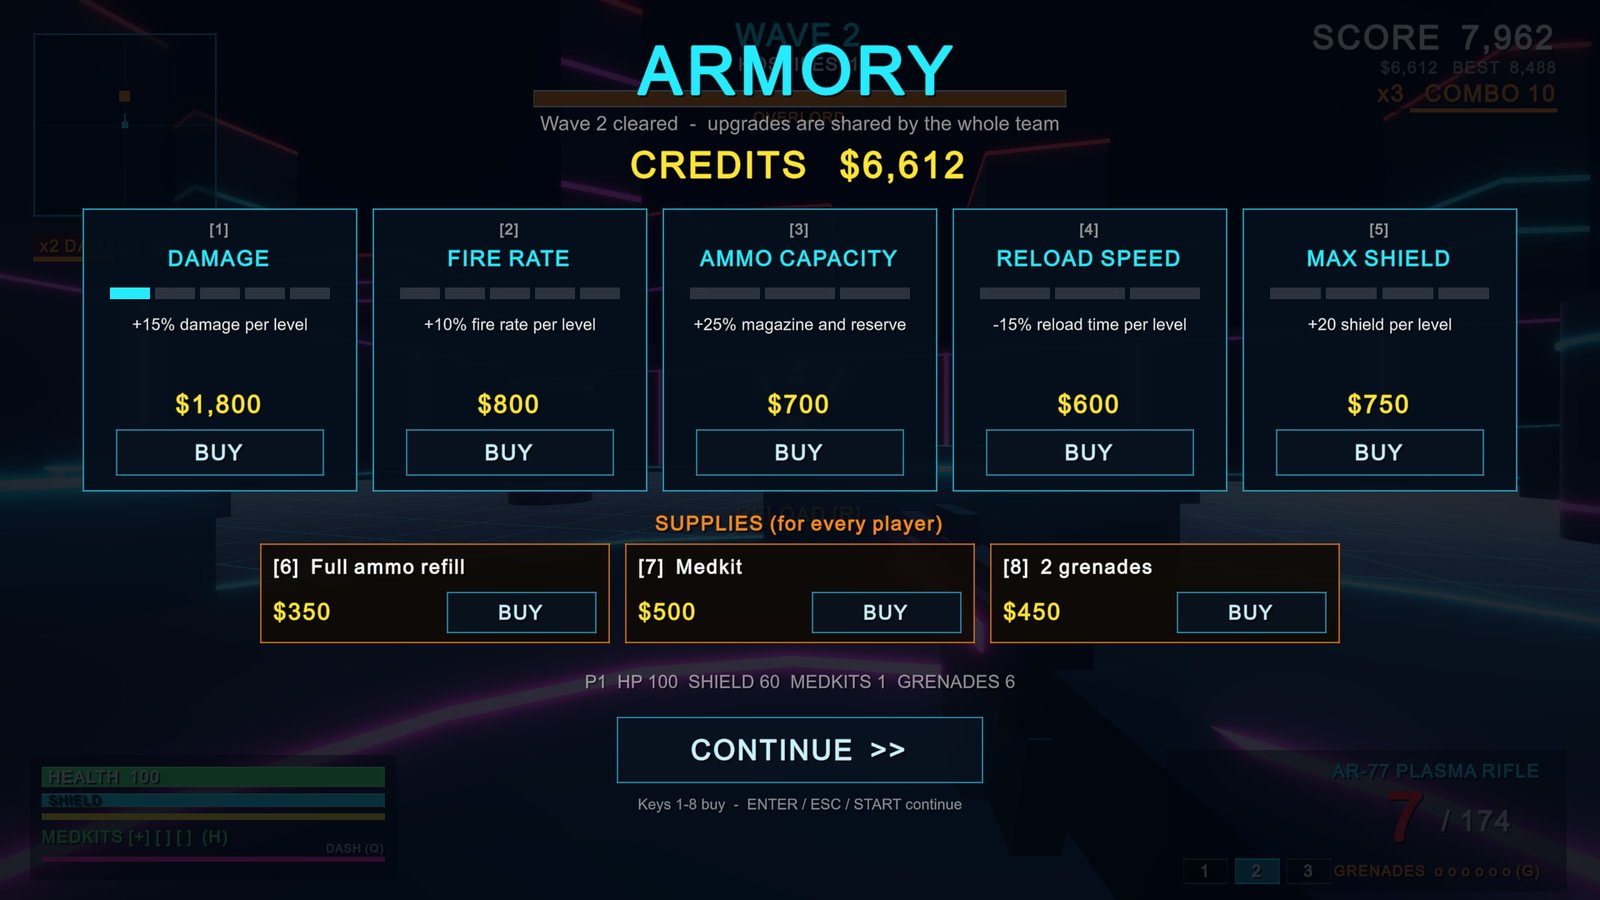 WAVE 2
SCORE 7,962
ARMORY
$6,612 BEST 8,488
x3 COMBO 10
OVERLORD
Wave 2 cleared - upgrades are shared by the whole team
CREDITS $6,612
x2 DAMAGE
[1]
DAMAGE
+15% damage per level
$1,800
BUY
[2]
FIRE RATE
+10% fire rate per level
$800
BUY
[3]
AMMO CAPACITY
+25% magazine and reserve
$700
BUY
[4]
RELOAD SPEED
-15% reload time per level
$600
BUY
[5]
MAX SHIELD
+20 shield per level
$750
BUY
RELOAD [R]
SUPPLIES (for every player)
[6] Full ammo refill
$350
BUY
[7] Medkit
$500
BUY
[8] 2 grenades
$450
BUY
P1 HP 100 SHIELD 60 MEDKITS 1 GRENADES 6
CONTINUE >>
Keys 1-8 buy - ENTER / ESC / START continue
HEALTH 100
SHIELD
MEDKITS [+] [ ] [ ] (H)
DASH (Q)
AR-77 PLASMA RIFLE
7 / 174
1 2 3 GRENADES o o o o o o (G)